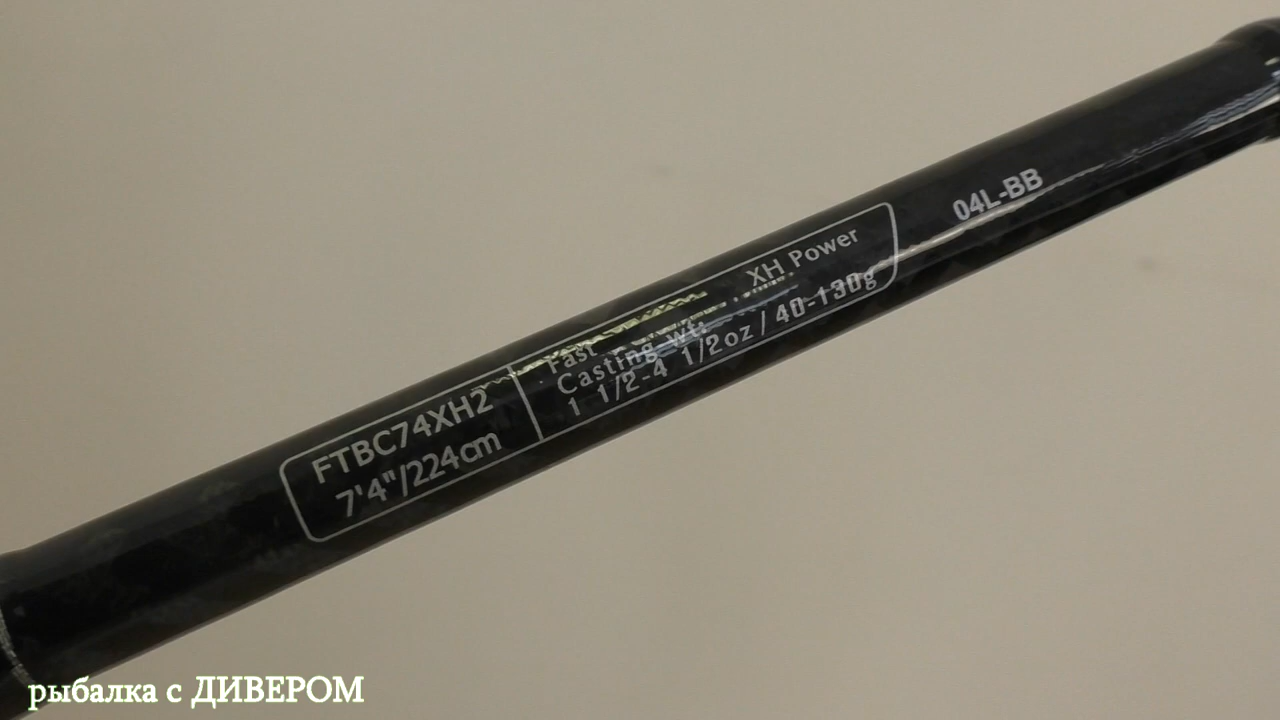 FTBC74XH2
7'4"/224cm
Fast XH Power
Casting wt:
1 1/2-4 1/2oz / 40-130g
04L-BB
рыбалка с ДИВЕРОМ